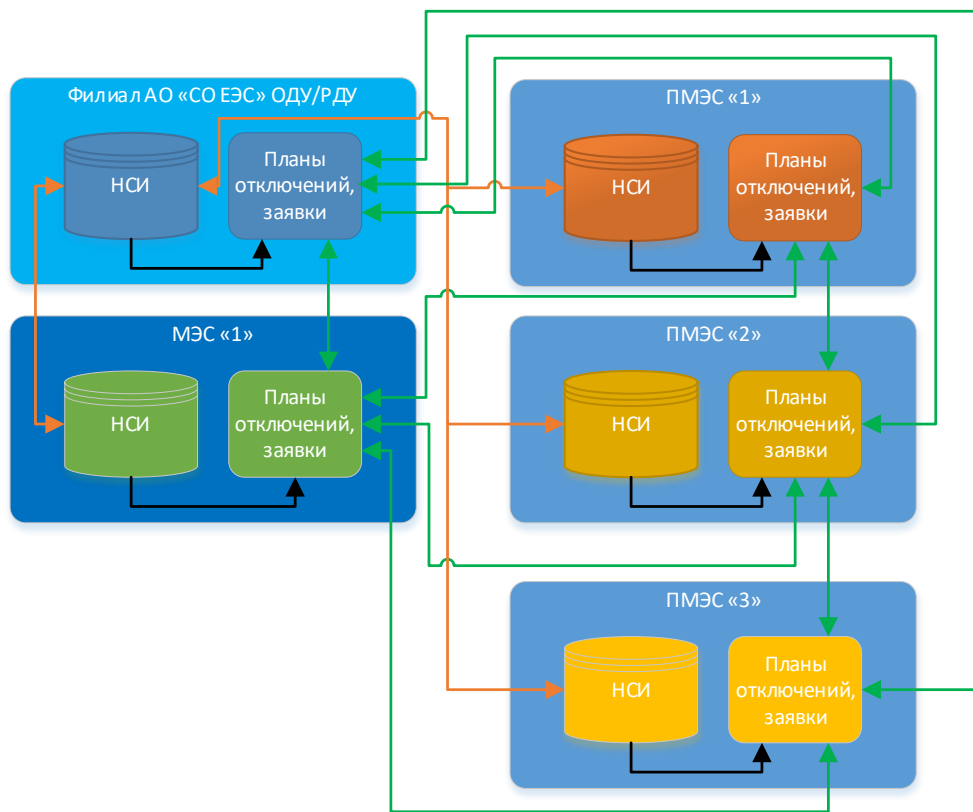 Филиал АО «СО ЕЭС» ОДУ/РДУ
НСИ
Планы
отключений,
заявки
ПМЭС «1»
НСИ
Планы
отключений,
заявки
МЭС «1»
НСИ
Планы
отключений,
заявки
ПМЭС «2»
НСИ
Планы
отключений,
заявки
ПМЭС «3»
НСИ
Планы
отключений,
заявки